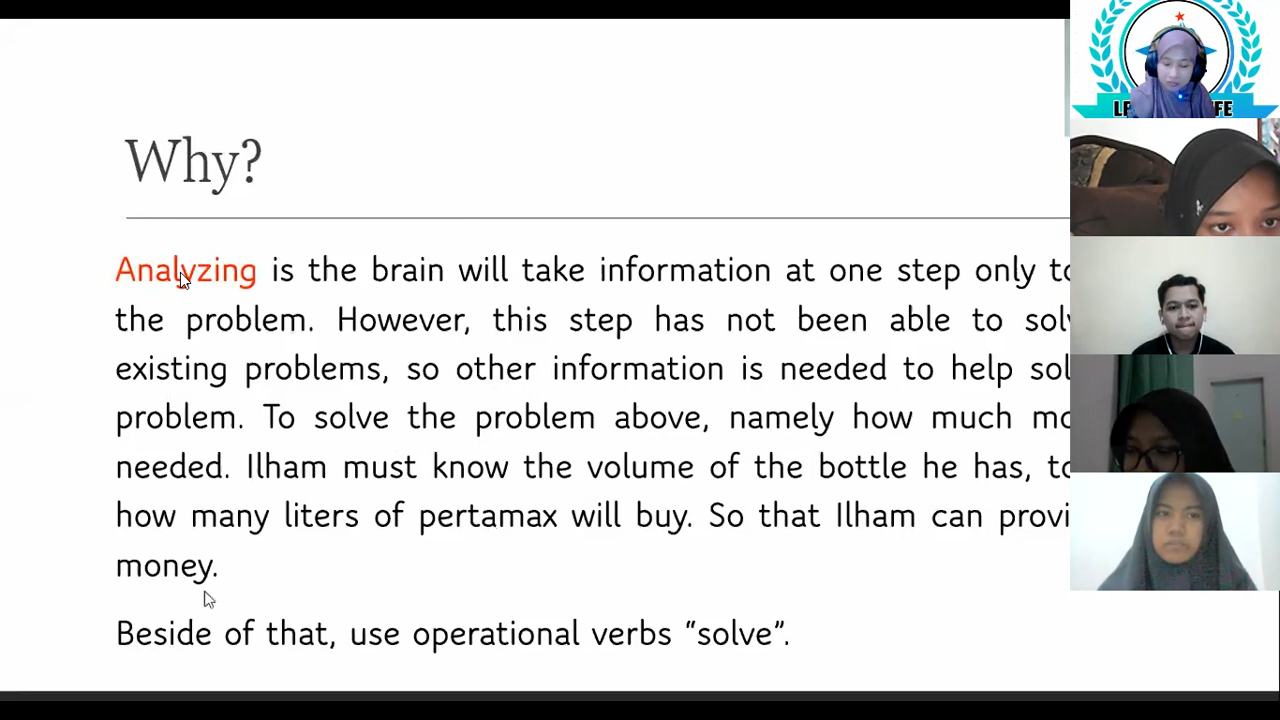 Why?
Analyzing is the brain will take information at one step only to
the problem. However, this step has not been able to
existing problems, so other information is needed to help
problem. To solve the problem above, namely how much
needed. Ilham must know the volume of the bottle he has,
how many liters of pertamax will buy. So that Ilham can
money.
Beside of that, use operational verbs “solve”.